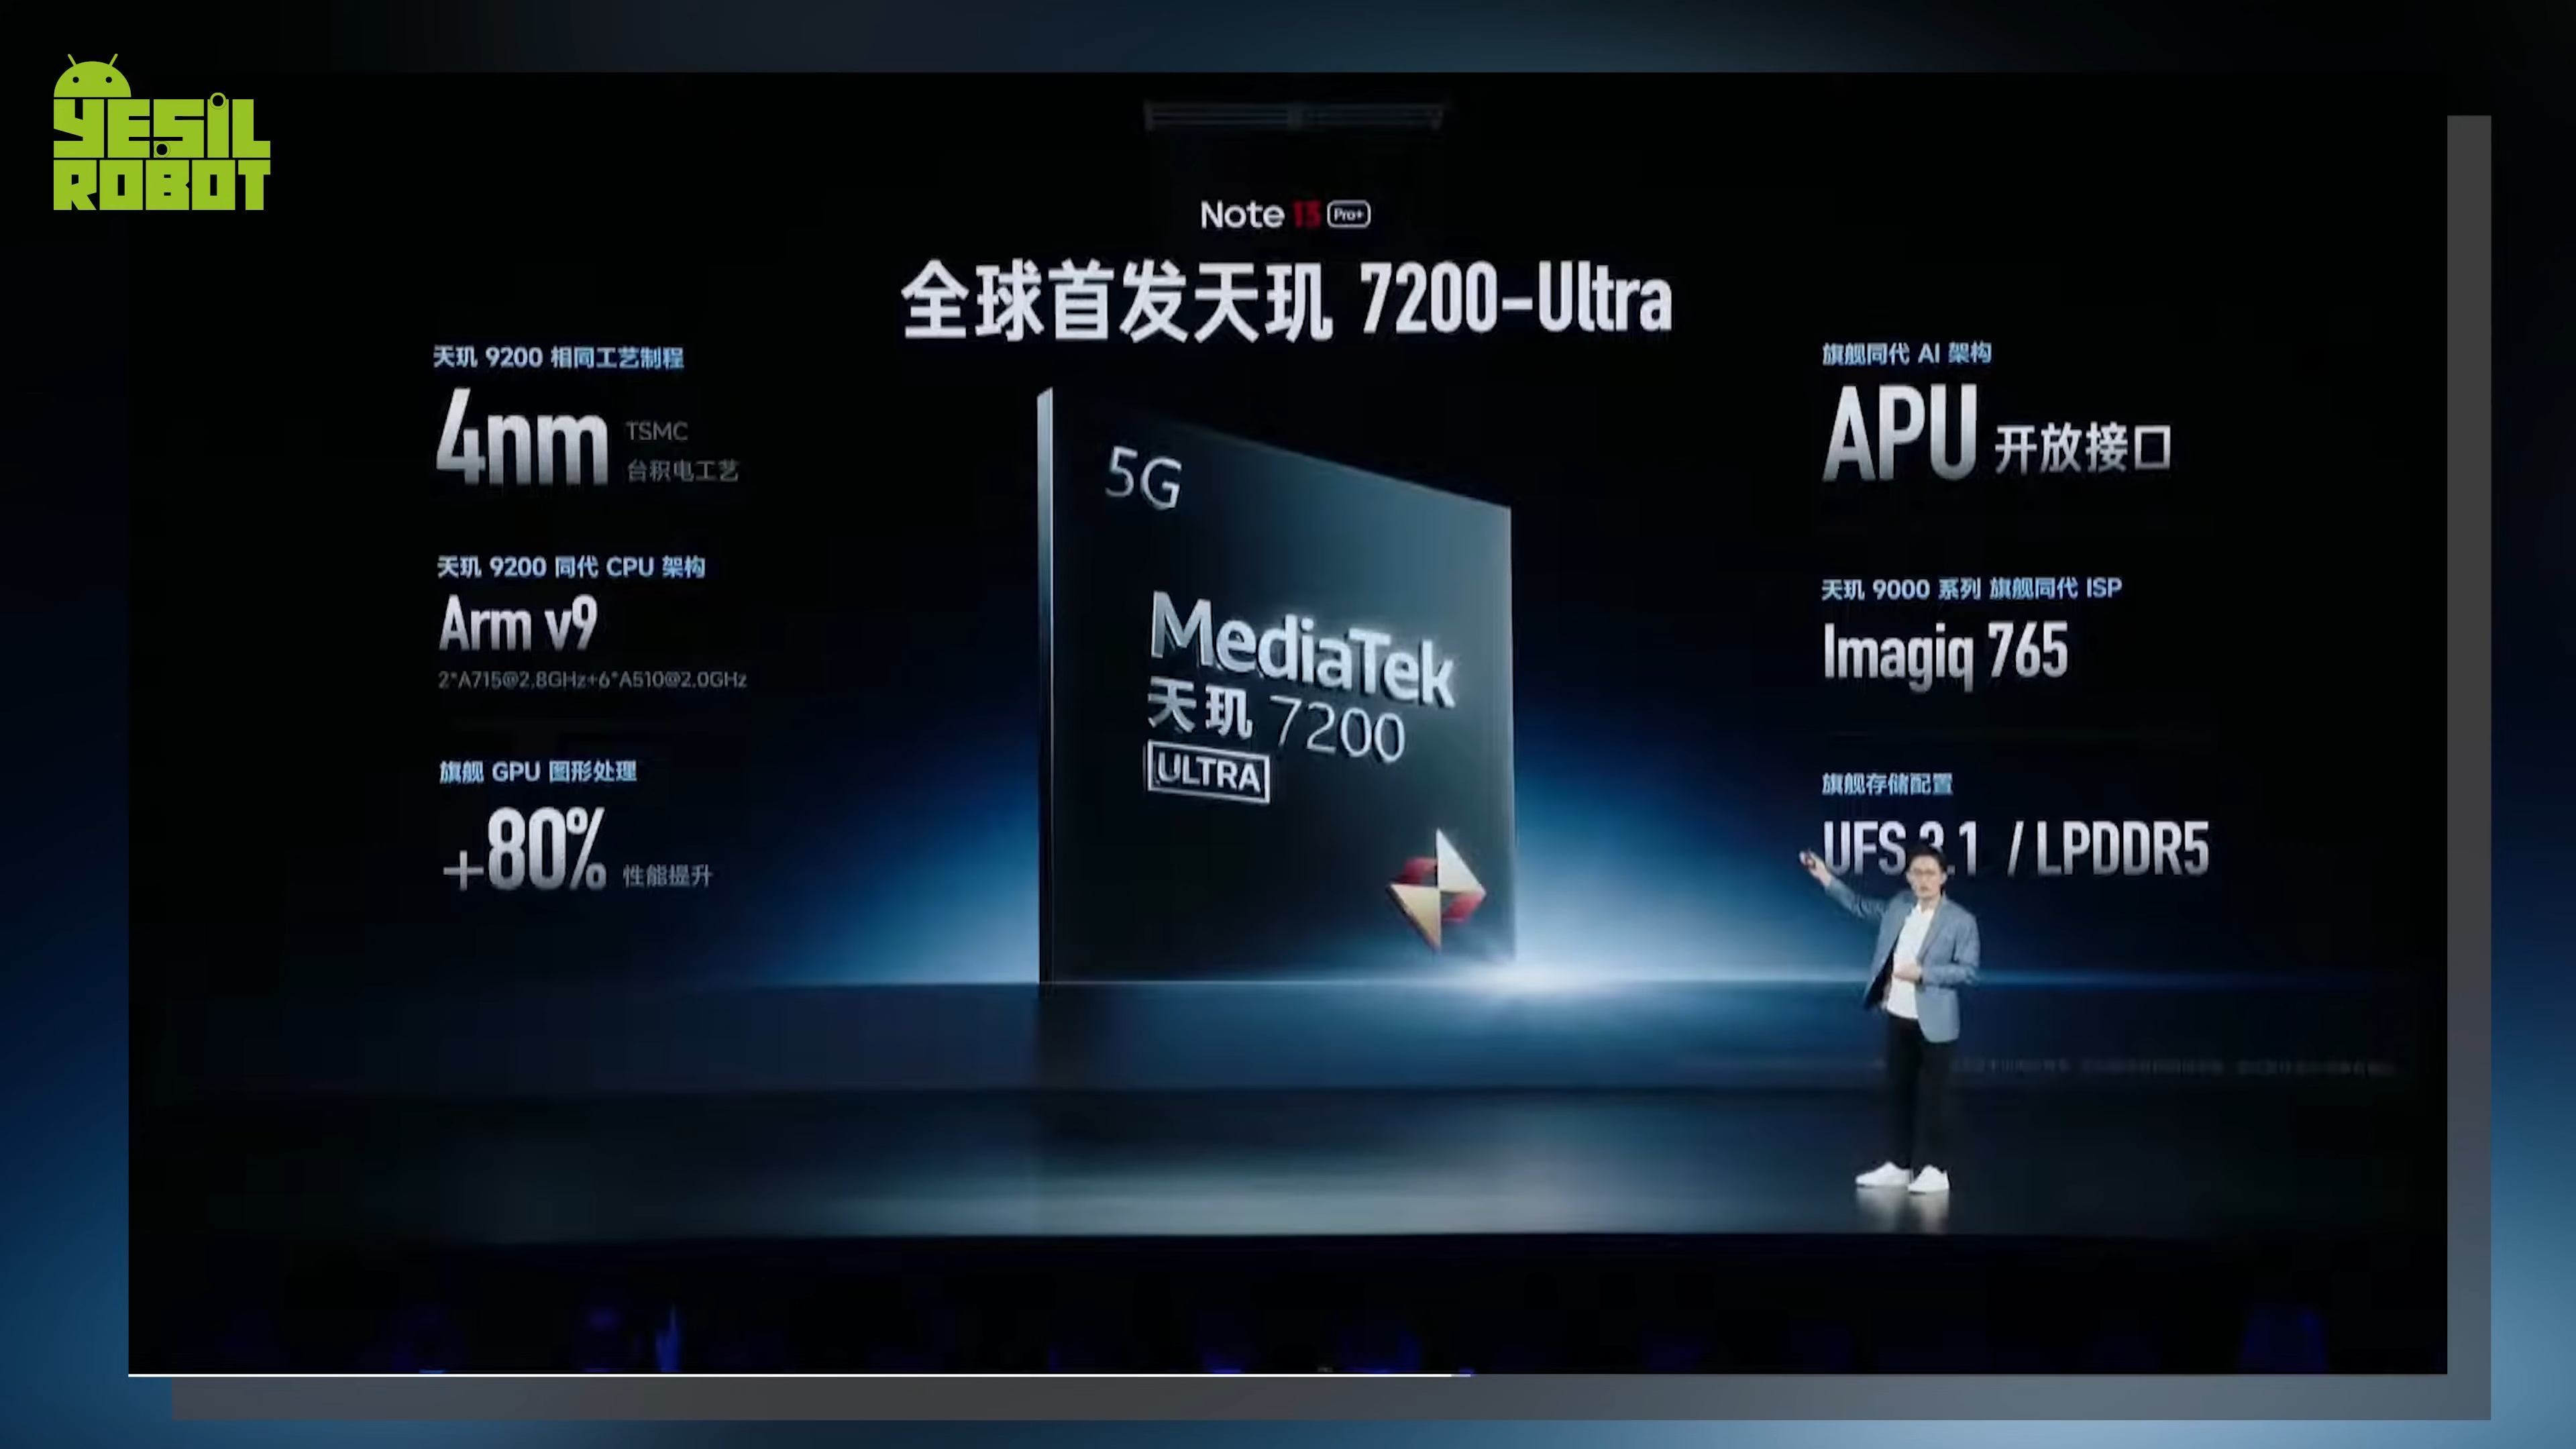 YEŞİL
ROBOT
Note 13 Pro+
全球首发天玑 7200-Ultra
天玑 9200 相同工艺制程
4nm TSMC
台积电工艺
天玑 9200 同代 CPU 架构
Arm v9
2*A715@2.8GHz+6*A510@2.0GHz
旗舰 GPU 图形处理
+80% 性能提升
5G
MediaTek
天玑 7200
ULTRA
旗舰同代 AI 架构
APU 开放接口
天玑 9000 系列 旗舰同代 ISP
Imagiq 765
旗舰存储配置
UFS 3.1 / LPDDR5